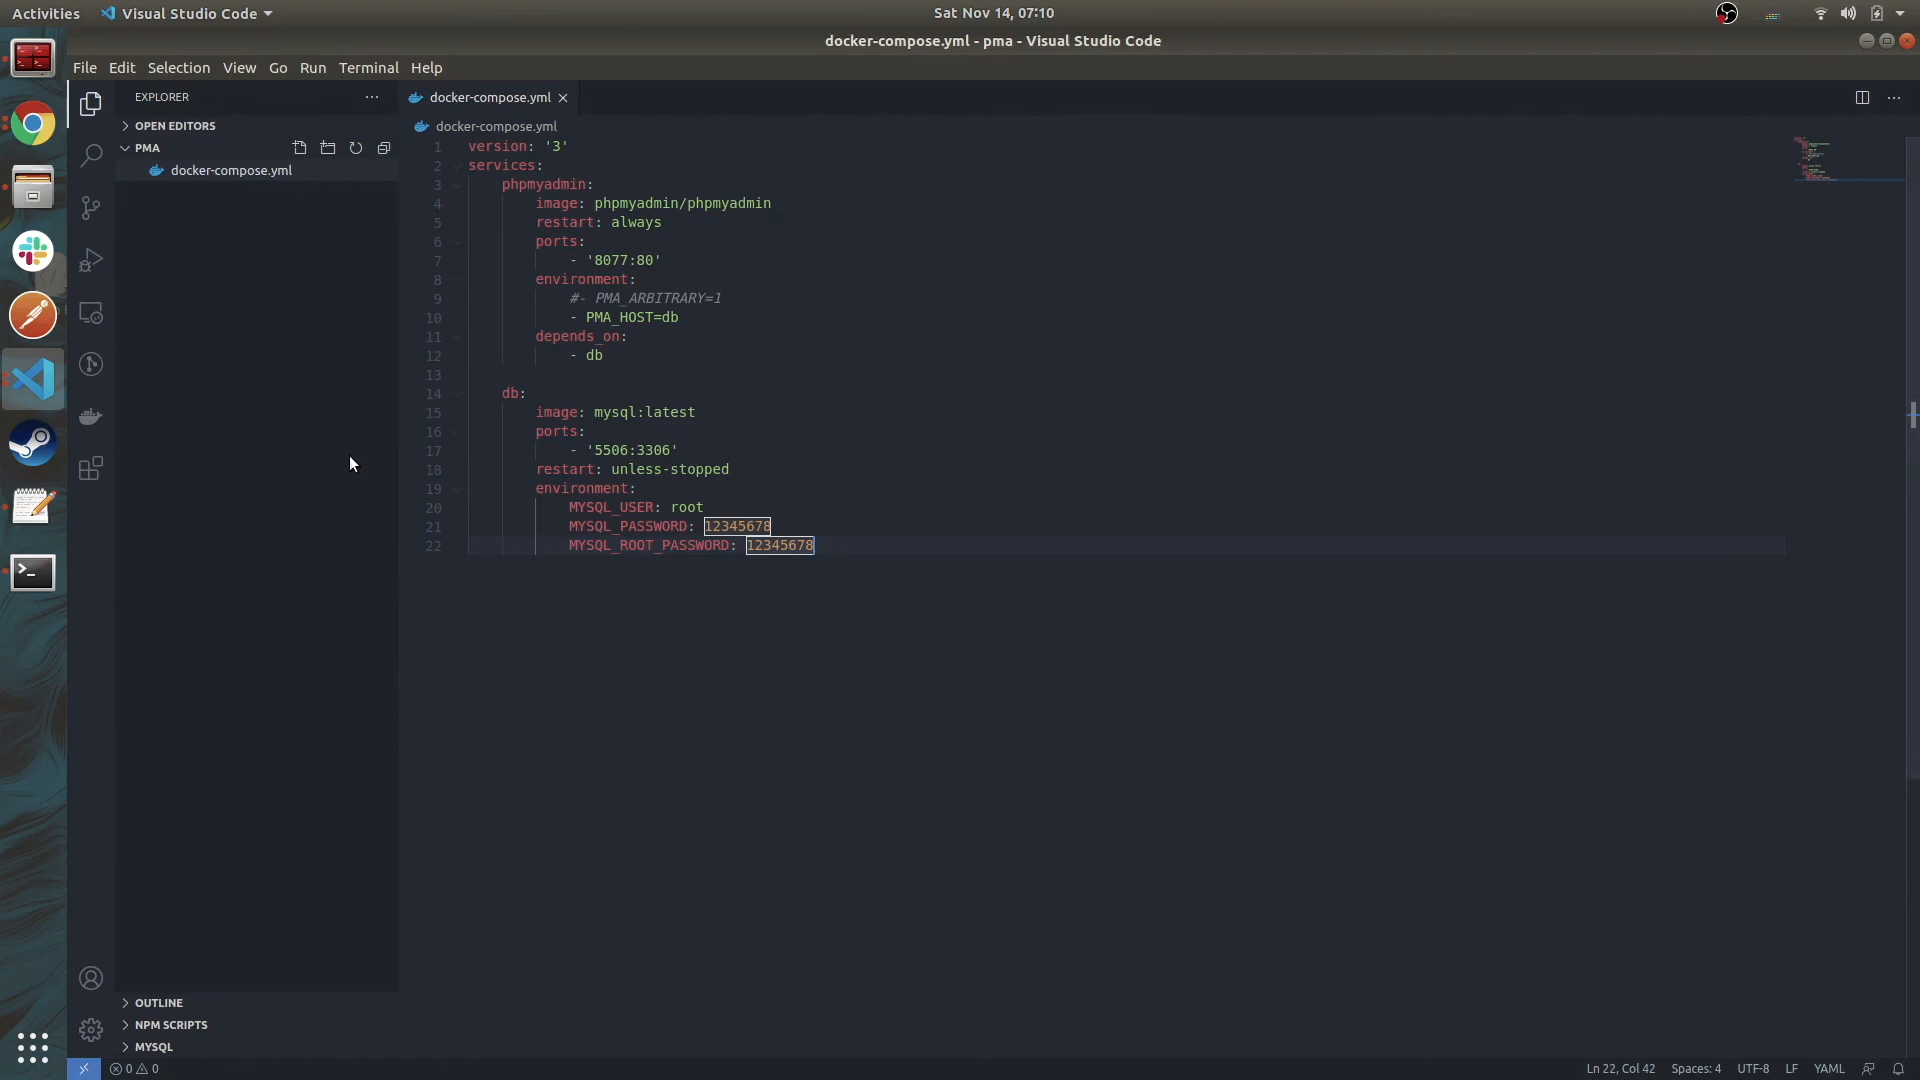 Activities
Visual Studio Code
Sat Nov 14, 07:10
docker-compose.yml - pma - Visual Studio Code
File Edit Selection View Go Run Terminal Help
EXPLORER
OPEN EDITORS
PMA
docker-compose.yml
docker-compose.yml
docker-compose.yml
1 version: '3'
2 services:
3 phpmyadmin:
4 image: phpmyadmin/phpmyadmin
5 restart: always
6 ports:
7 - '8077:80'
8 environment:
9 #- PMA_ARBITRARY=1
10 - PMA_HOST=db
11 depends_on:
12 - db
13
14 db:
15 image: mysql:latest
16 ports:
17 - '5506:3306'
18 restart: unless-stopped
19 environment:
20 MYSQL_USER: root
21 MYSQL_PASSWORD: 12345678
22 MYSQL_ROOT_PASSWORD: 12345678
OUTLINE
NPM SCRIPTS
MYSQL
0 0
Ln 22, Col 42 Spaces: 4 UTF-8 LF YAML